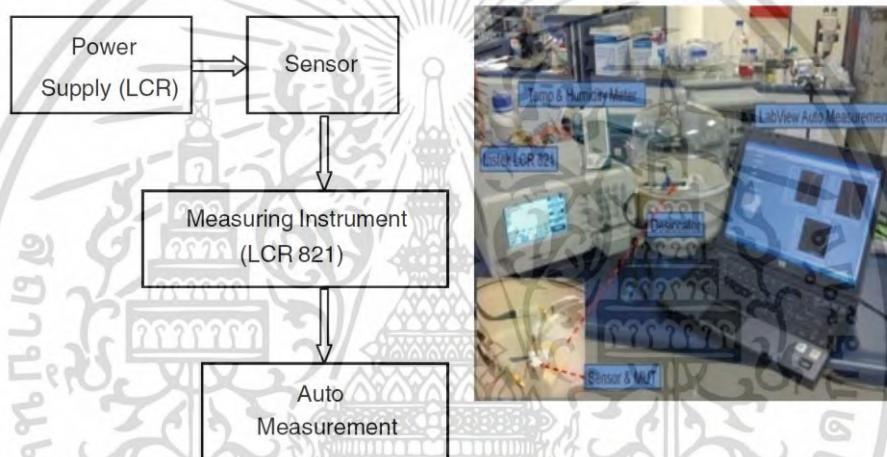 Power
Supply (LCR)
Sensor
Measuring Instrument
(LCR 821)
Auto
Measurement
Temp & Humidity Meter
LabView Auto Measurement
Instek LCR 821
Desiccator
Sensor & MUT